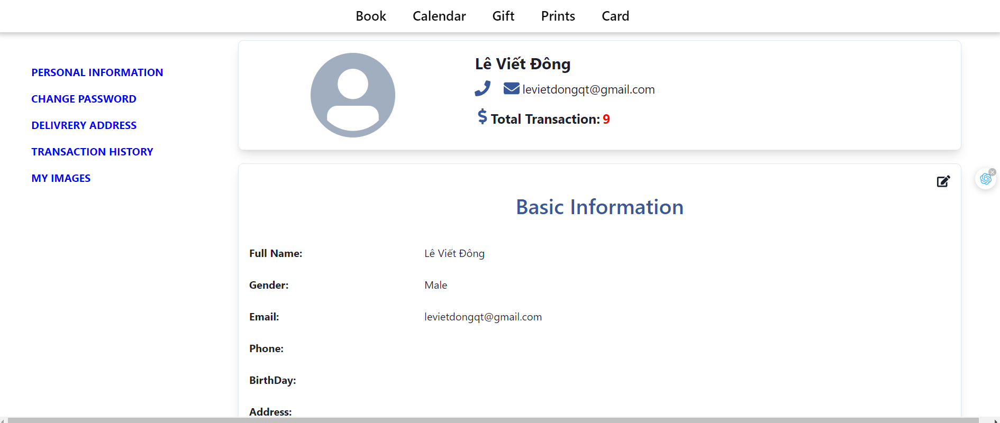 Book Calendar Gift Prints Card
PERSONAL INFORMATION
CHANGE PASSWORD
DELIVRERY ADDRESS
TRANSACTION HISTORY
MY IMAGES
Lê Viết Đông
levietdongqt@gmail.com
Total Transaction: 9
Basic Information
Full Name: Lê Viết Đông
Gender: Male
Email: levietdongqt@gmail.com
Phone:
BirthDay:
Address: